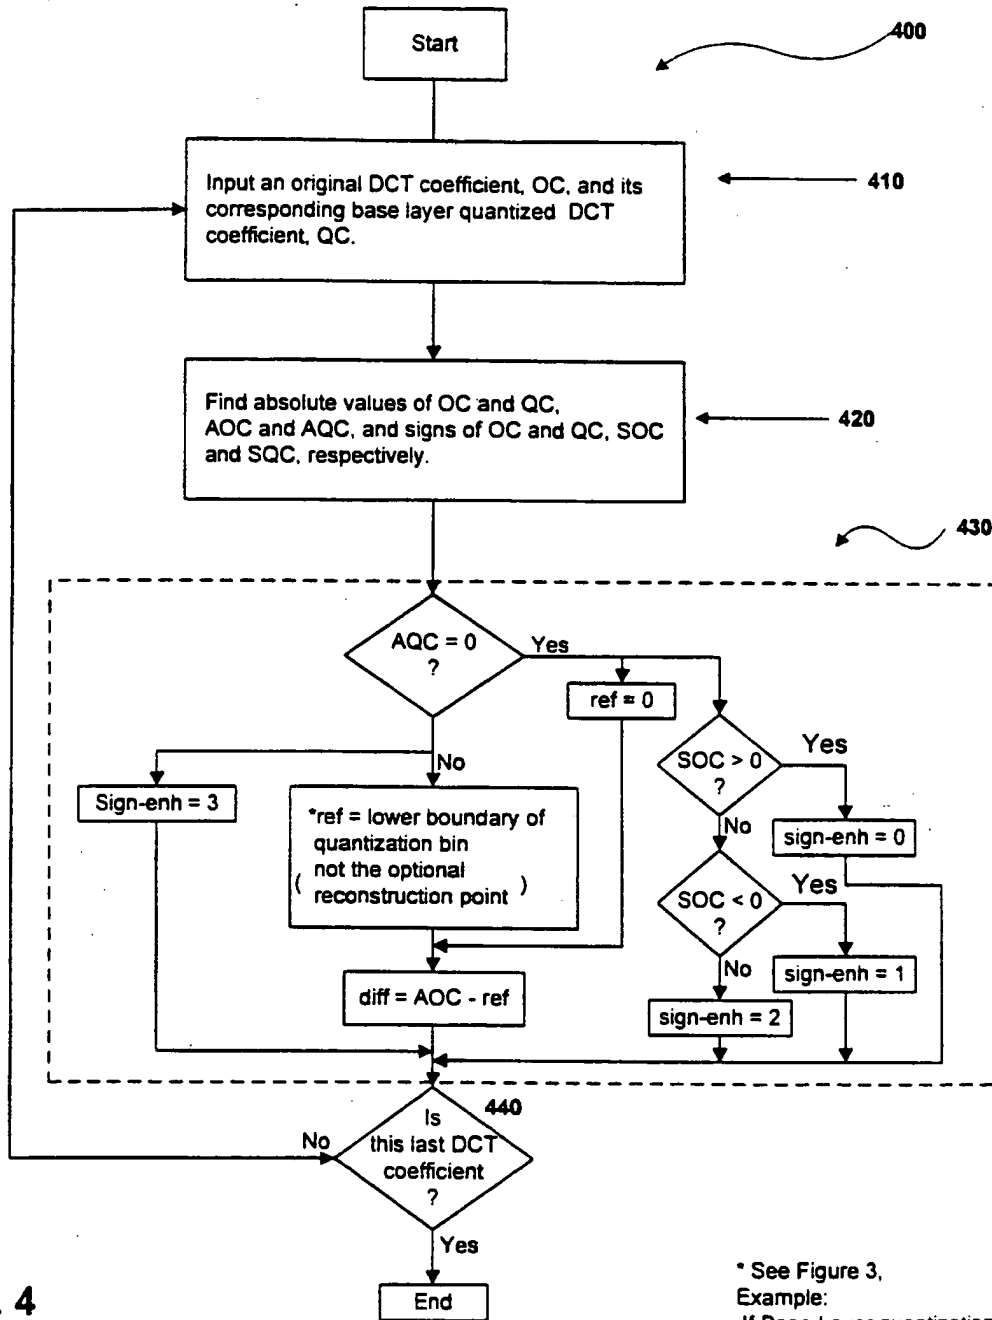 Start
400
Input an original DCT coefficient, OC, and its
corresponding base layer quantized DCT
coefficient, QC.
410
Find absolute values of OC and QC,
AOC and AQC, and signs of OC and QC, SOC
and SQC, respectively.
420
430
AQC = 0
?
Yes
ref = 0
SOC > 0
?
Yes
No
Sign-enh = 3
*ref = lower boundary of
quantization bin
not the optional
( reconstruction point )
No
sign-enh = 0
SOC < 0
?
Yes
No
sign-enh = 1
diff = AOC - ref
sign-enh = 2
440
Is
this last DCT
coefficient
?
No
Yes
End
* See Figure 3,
Example:
. 4